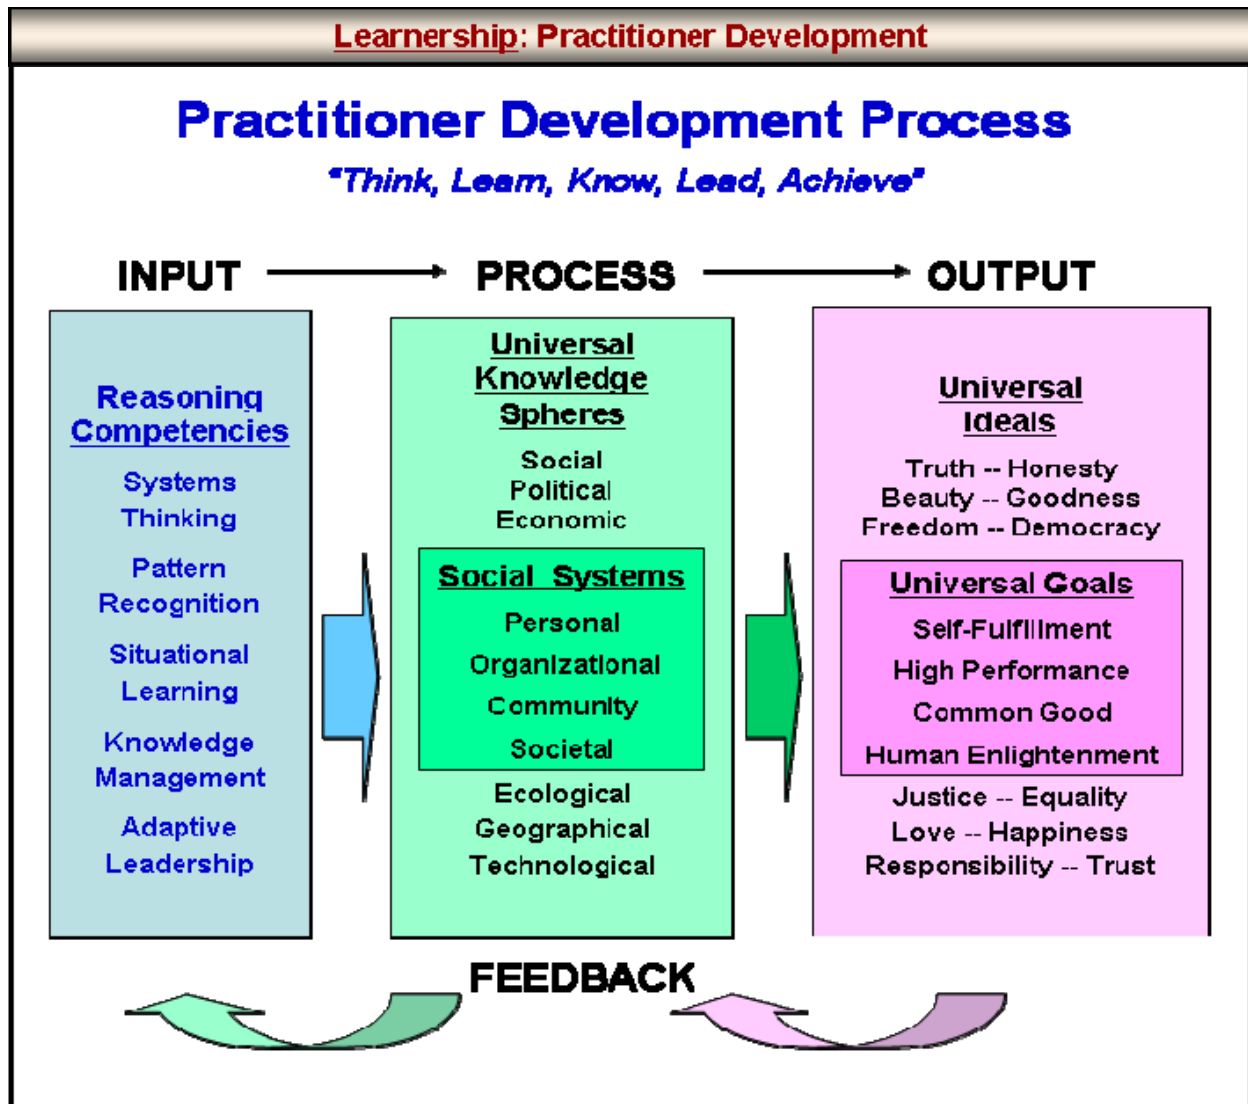 Learnership: Practitioner Development
Practitioner Development Process
"Think, Learn, Know, Lead, Achieve"
INPUT
PROCESS
OUTPUT
Reasoning
Competencies
Systems
Thinking
Pattern
Recognition
Situational
Learning
Knowledge
Management
Adaptive
Leadership
Universal
Knowledge
Spheres
Social
Political
Economic
Social Systems
Personal
Organizational
Community
Societal
Ecological
Geographical
Technological
Universal
Ideals
Truth -- Honesty
Beauty -- Goodness
Freedom -- Democracy
Universal Goals
Self-Fulfillment
High Performance
Common Good
Human Enlightenment
Justice -- Equality
Love -- Happiness
Responsibility -- Trust
FEEDBACK